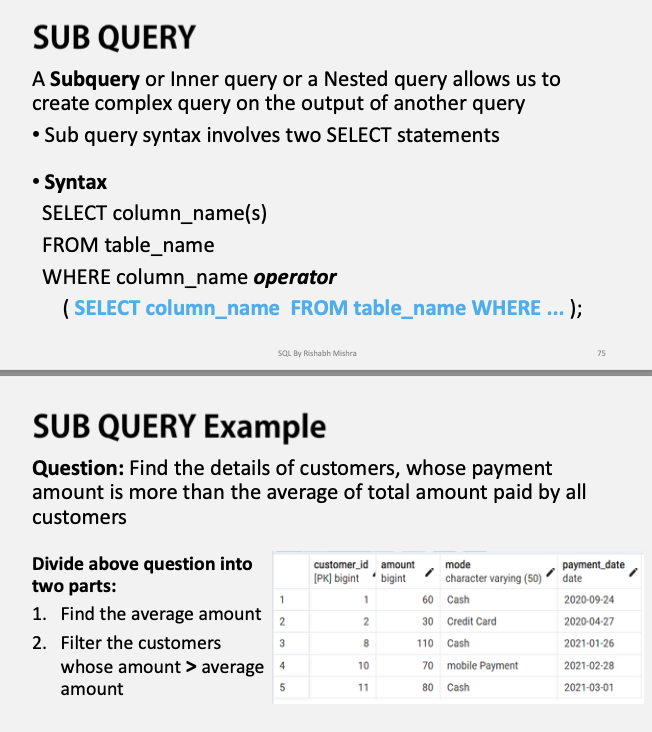 SUB QUERY
A Subquery or Inner query or a Nested query allows us to
create complex query on the output of another query
• Sub query syntax involves two SELECT statements
• Syntax
SELECT column_name(s)
FROM table_name
WHERE column_name operator
( SELECT column_name FROM table_name WHERE ... );
SQL By Rishabh Mishra 75
SUB QUERY Example
Question: Find the details of customers, whose payment
amount is more than the average of total amount paid by all
customers
Divide above question into
two parts:
1. Find the average amount
2. Filter the customers
whose amount > average
amount
customer_id amount mode payment_date
[PK] bigint bigint character varying (50) date
1 1 60 Cash 2020-09-24
2 2 30 Credit Card 2020-04-27
3 8 110 Cash 2021-01-26
4 10 70 mobile Payment 2021-02-28
5 11 80 Cash 2021-03-01